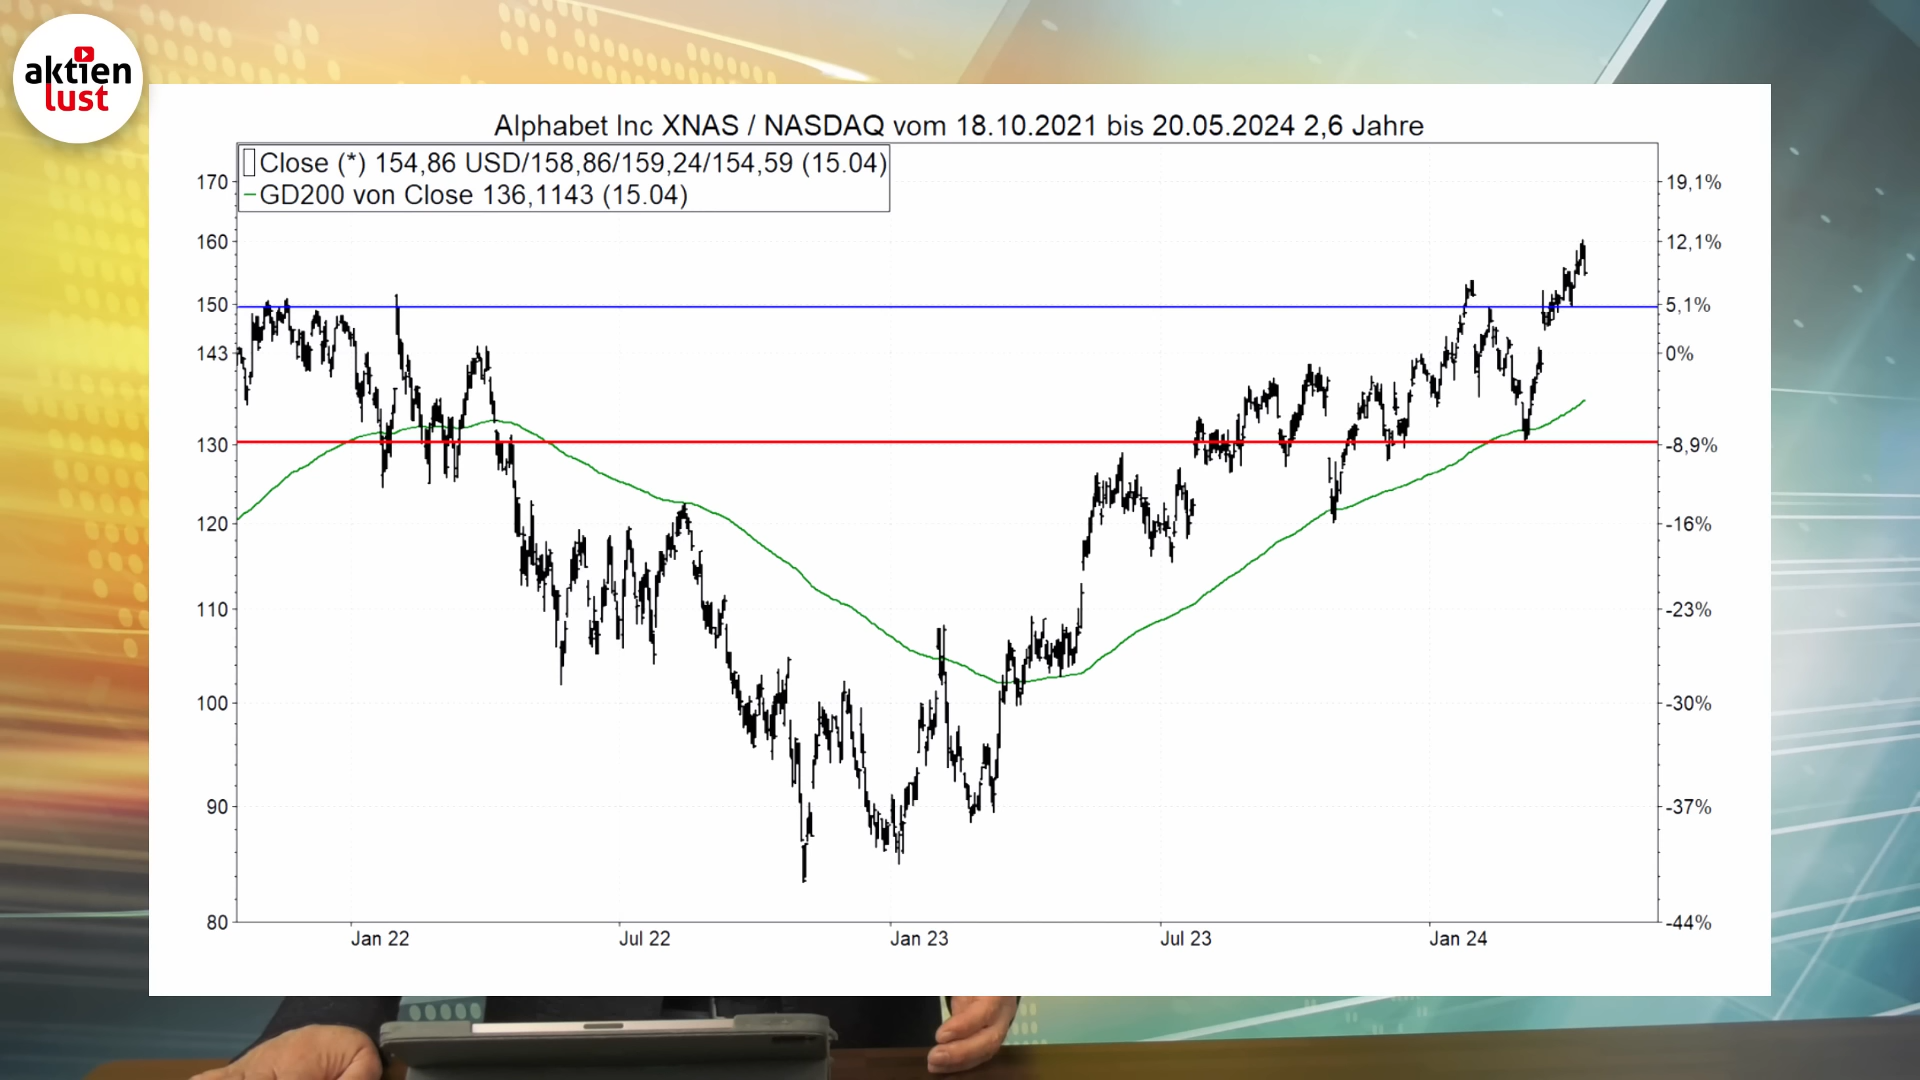 aktien
lust
Alphabet Inc XNAS / NASDAQ vom 18.10.2021 bis 20.05.2024 2,6 Jahre
Close (*) 154,86 USD/158,86/159,24/154,59 (15.04)
GD200 von Close 136,1143 (15.04)
170 19,1%
160 12,1%
150 5,1%
143 0%
130 -8,9%
120 -16%
110 -23%
100 -30%
90 -37%
80 -44%
Jan 22 Jul 22 Jan 23 Jul 23 Jan 24